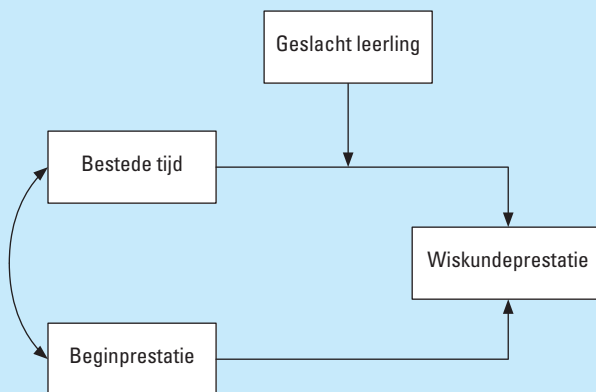 Geslacht leerling
Bestede tijd
Wiskundeprestatie
Beginprestatie